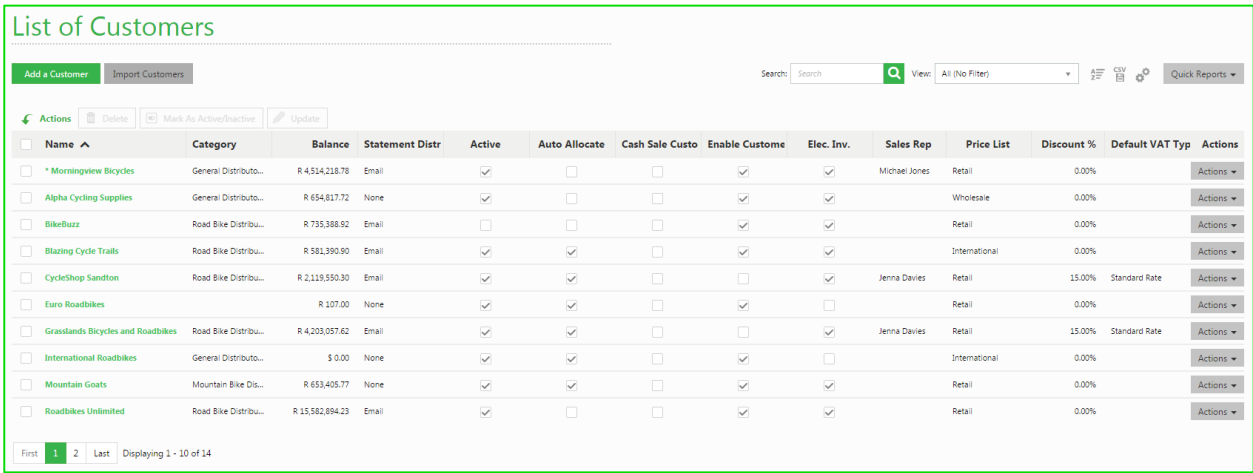 List of Customers
Add a Customer Import Customers Search: Search View: All (No Filter) A Z CSV Quick Reports
Actions Delete Mark As Active/Inactive Update
Name Category Balance Statement Distr Active Auto Allocate Cash Sale Custo Enable Custome Elec. Inv. Sales Rep Price List Discount % Default VAT Typ Actions
* Morningview Bicycles General Distributo... R 4,514,218.78 Email Michael Jones Retail 0.00% Actions
Alpha Cycling Supplies General Distributo... R 654,817.72 None Wholesale 0.00% Actions
BikeBuzz Road Bike Distribu... R 735,388.92 Email Retail 0.00% Actions
Blazing Cycle Trails Road Bike Distribu... R 581,390.90 Email International 0.00% Actions
CycleShop Sandton Road Bike Distribu... R 2,119,550.30 Email Jenna Davies Retail 15.00% Standard Rate Actions
Euro Roadbikes R 107.00 None Retail 0.00% Actions
Grasslands Bicycles and Roadbikes Road Bike Distribu... R 4,203,057.62 Email Jenna Davies Retail 15.00% Standard Rate Actions
International Roadbikes General Distributo... $ 0.00 None International 0.00% Actions
Mountain Goats Mountain Bike Dis... R 653,405.77 None Retail 0.00% Actions
Roadbikes Unlimited Road Bike Distribu... R 15,582,894.23 Email Retail 0.00% Actions
First 1 2 Last Displaying 1 - 10 of 14